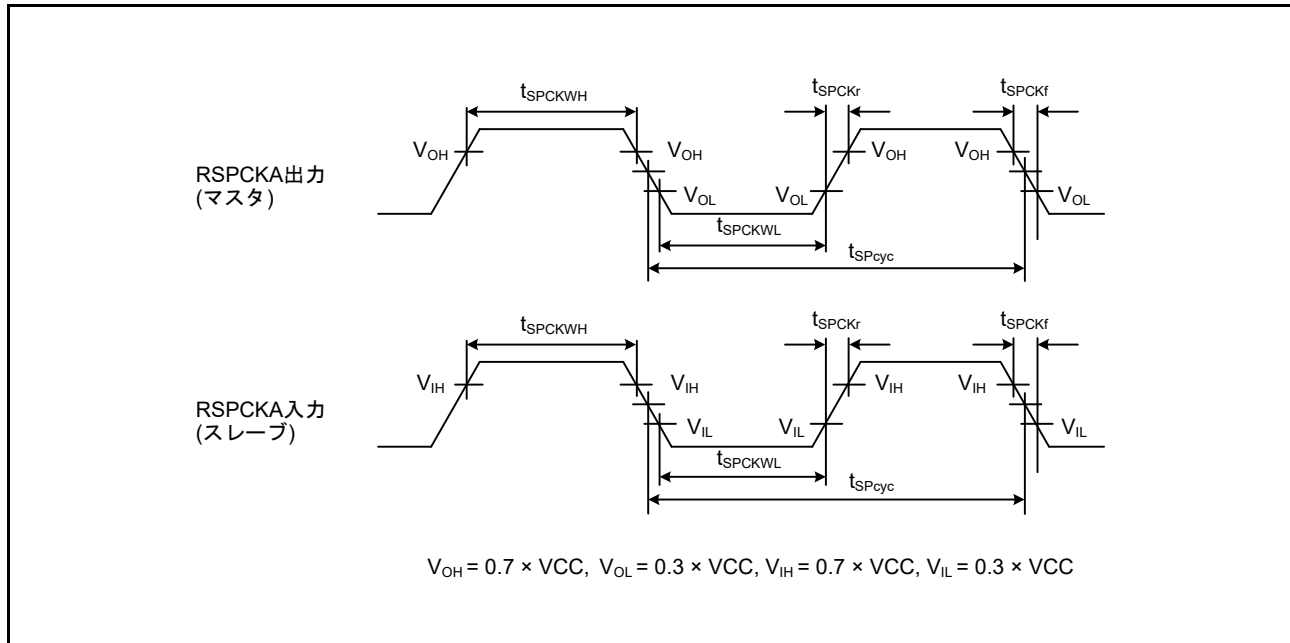 tSPCKWH
tSPCKr
tSPCKf
VOH
VOH
VOH
VOH
RSPCKA出力
(マスタ)
VOL
VOL
VOL
tSPCKWL
tSPcyc
tSPCKWH
tSPCKr
tSPCKf
VIH
VIH
VIH
VIH
RSPCKA入力
(スレーブ)
VIL
VIL
VIL
tSPCKWL
tSPcyc
VOH = 0.7 × VCC, VOL = 0.3 × VCC, VIH = 0.7 × VCC, VIL = 0.3 × VCC